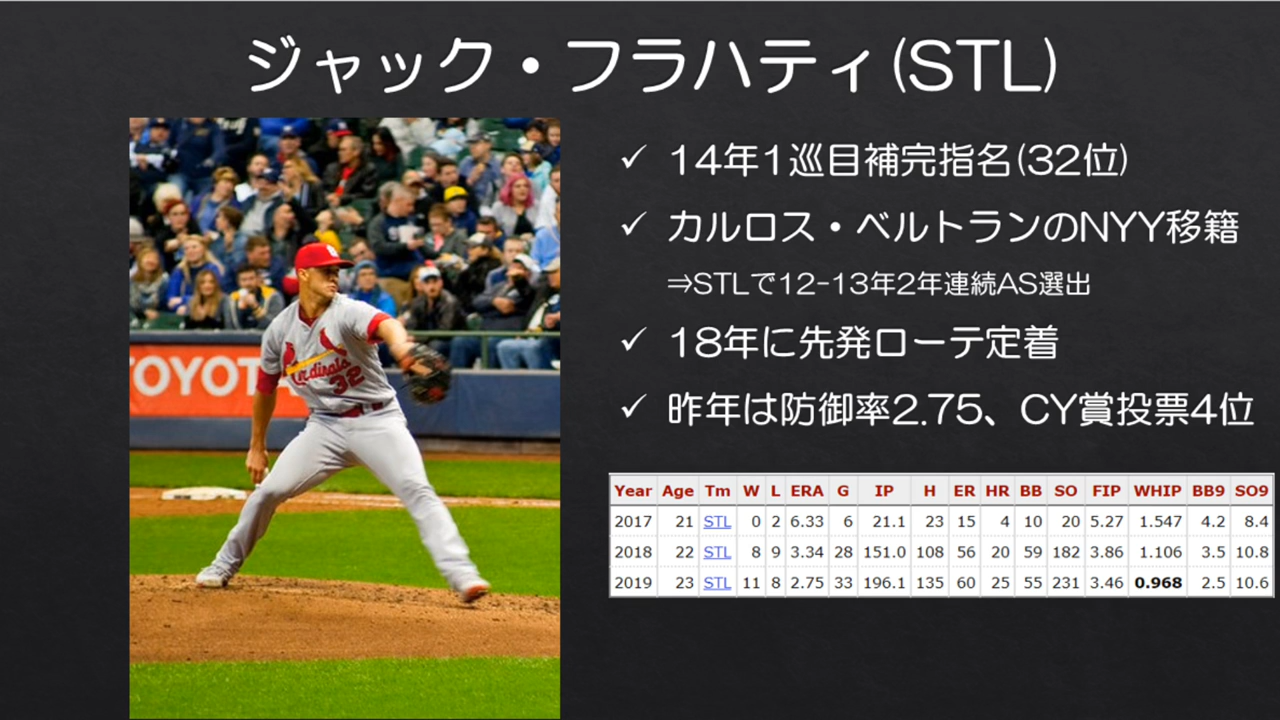 ジャック・フラハティ(STL)
✓ 14年1巡目補完指名(32位)
✓ カルロス・ベルトランのNYY移籍
⇒STLで12-13年2年連続AS選出
✓ 18年に先発ローテ定着
✓ 昨年は防御率2.75、CY賞投票4位
TOYOTA
Cardinals
32
Year Age Tm W L ERA G IP H ER HR BB SO FIP WHIP BB9 SO9
2017 21 STL 0 2 6.33 6 21.1 23 15 4 10 20 5.27 1.547 4.2 8.4
2018 22 STL 8 9 3.34 28 151.0 108 56 20 59 182 3.86 1.106 3.5 10.8
2019 23 STL 11 8 2.75 33 196.1 135 60 25 55 231 3.46 0.968 2.5 10.6